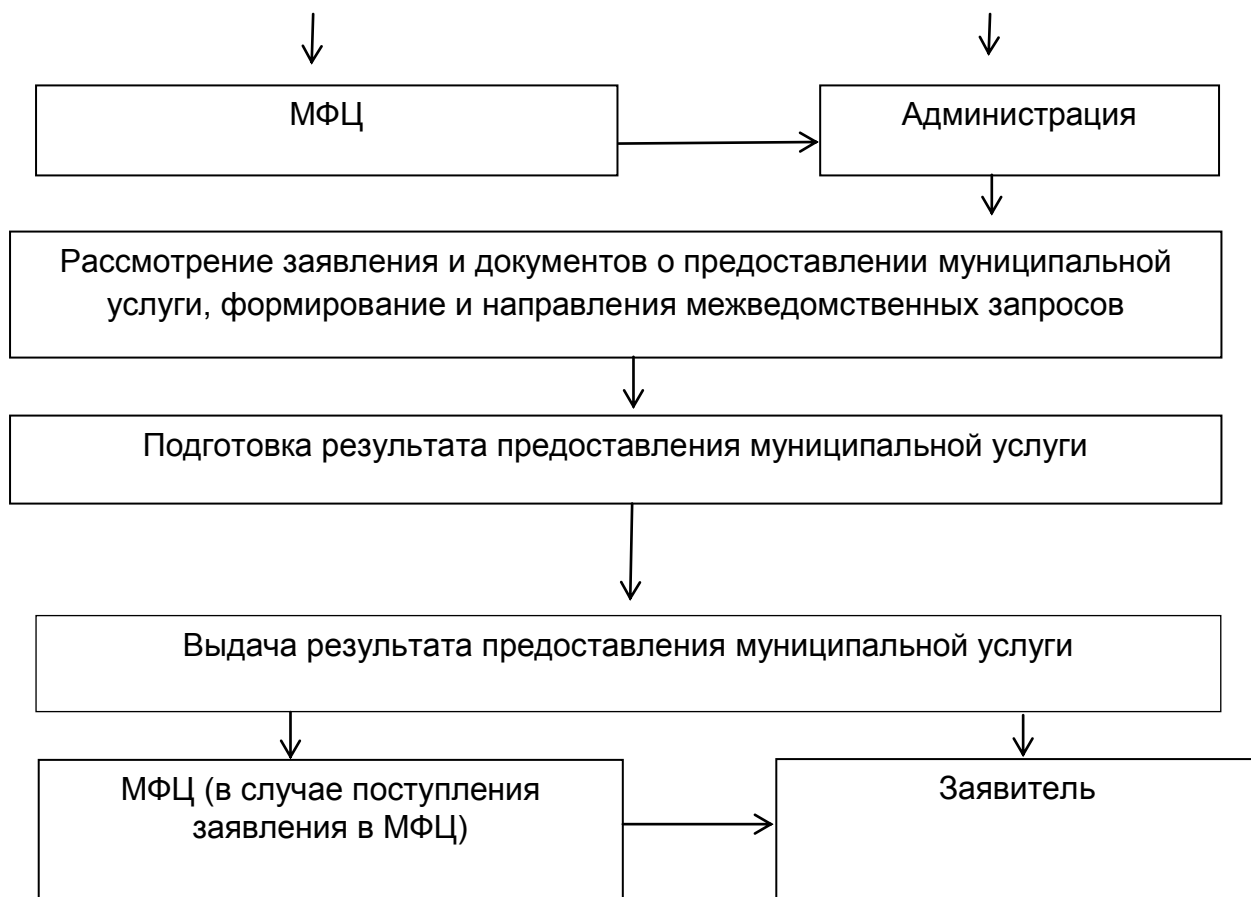 МФЦ
Администрация
Рассмотрение заявления и документов о предоставлении муниципальной
услуги, формирование и направления межведомственных запросов
Подготовка результата предоставления муниципальной услуги
Выдача результата предоставления муниципальной услуги
МФЦ (в случае поступления
заявления в МФЦ)
Заявитель